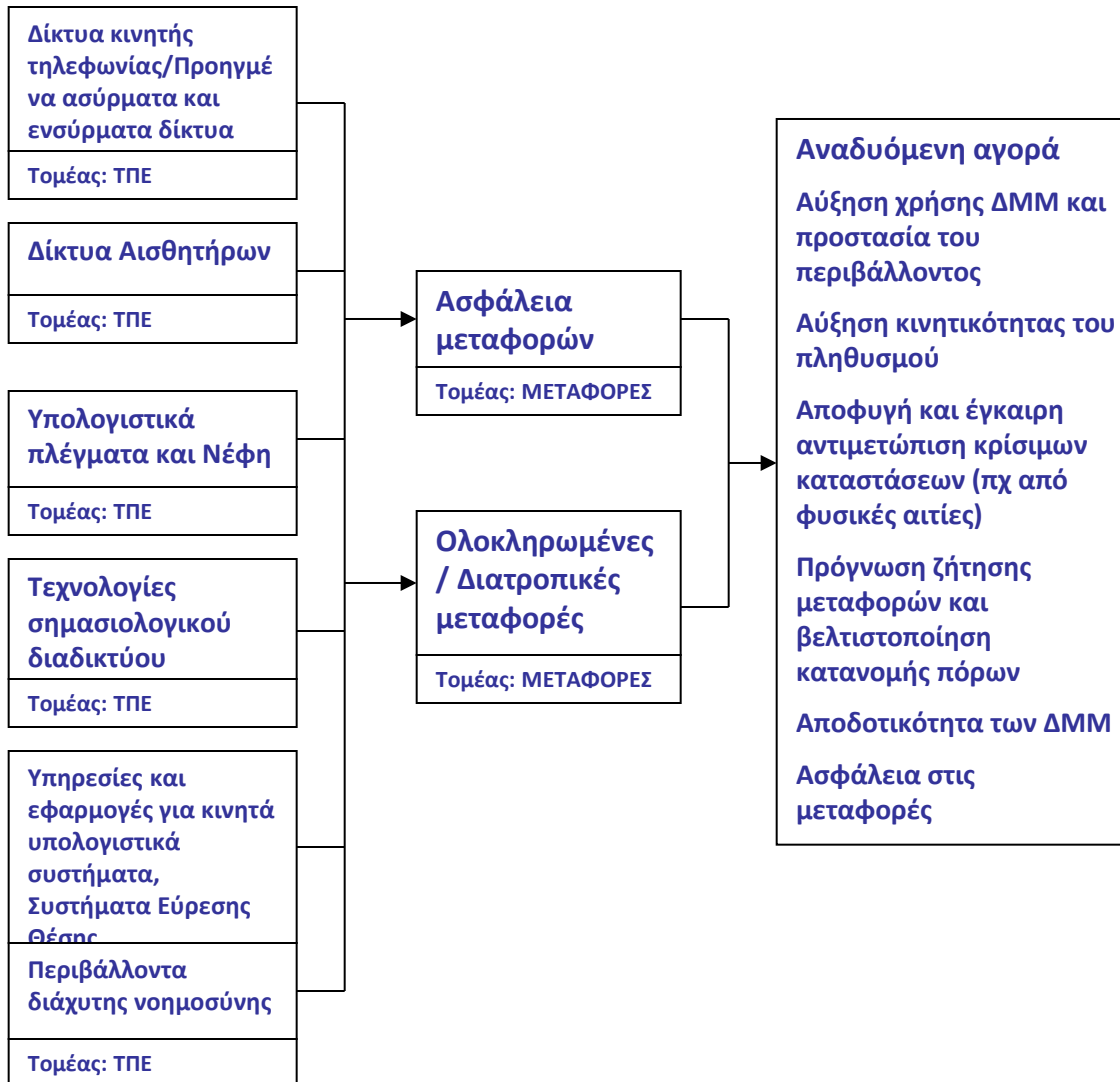 Δίκτυα κινητής
τηλεφωνίας/Προηγμέ
να ασύρματα και
ενσύρματα δίκτυα
Τομέας: ΤΠΕ
Δίκτυα Αισθητήρων
Τομέας: ΤΠΕ
Υπολογιστικά
πλέγματα και Νέφη
Τομέας: ΤΠΕ
Τεχνολογίες
σημασιολογικού
διαδικτύου
Τομέας: ΤΠΕ
Υπηρεσίες και
εφαρμογές για κινητά
υπολογιστικά
συστήματα,
Συστήματα Εύρεσης
Θέσης
Περιβάλλοντα
διάχυτης νοημοσύνης
Τομέας: ΤΠΕ
Ασφάλεια
μεταφορών
Τομέας: ΜΕΤΑΦΟΡΕΣ
Ολοκληρωμένες
/ Διατροπικές
μεταφορές
Τομέας: ΜΕΤΑΦΟΡΕΣ
Αναδυόμενη αγορά
Αύξηση χρήσης ΔΜΜ και
προστασία του
περιβάλλοντος
Αύξηση κινητικότητας του
πληθυσμού
Αποφυγή και έγκαιρη
αντιμετώπιση κρίσιμων
καταστάσεων (πχ από
φυσικές αιτίες)
Πρόγνωση ζήτησης
μεταφορών και
βελτιστοποίηση
κατανομής πόρων
Αποδοτικότητα των ΔΜΜ
Ασφάλεια στις
μεταφορές